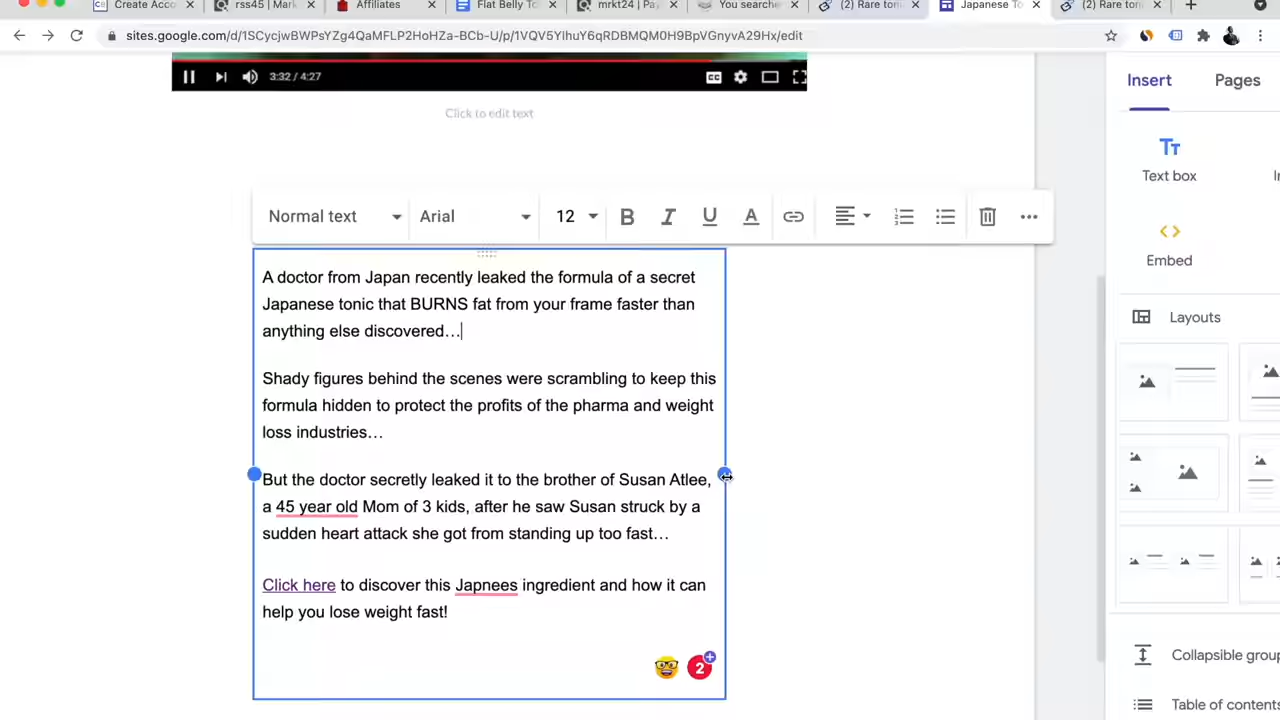 Create Acco
rss45 | Mark
Affiliates
Flat Belly To
mrkt24 | Pay
You searche
(2) Rare ton
Japanese To
(2) Rare ton
sites.google.com/d/1SCycjwBWPsYZg4QaMFLP2HoHZa-BCb-U/p/1VQV5YlhuY6qRDBMQM0H9BpVGnyvA29Hx/edit
3:32 / 4:27
CC
Click to edit text
Insert
Pages
Normal text
Arial
12
B
I
U
A
Text box
Embed
Layouts
A doctor from Japan recently leaked the formula of a secret
Japanese tonic that BURNS fat from your frame faster than
anything else discovered…
Shady figures behind the scenes were scrambling to keep this
formula hidden to protect the profits of the pharma and weight
loss industries…
But the doctor secretly leaked it to the brother of Susan Atlee,
a 45 year old Mom of 3 kids, after he saw Susan struck by a
sudden heart attack she got from standing up too fast…
Click here to discover this Japnees ingredient and how it can
help you lose weight fast!
2
Collapsible group
Table of contents